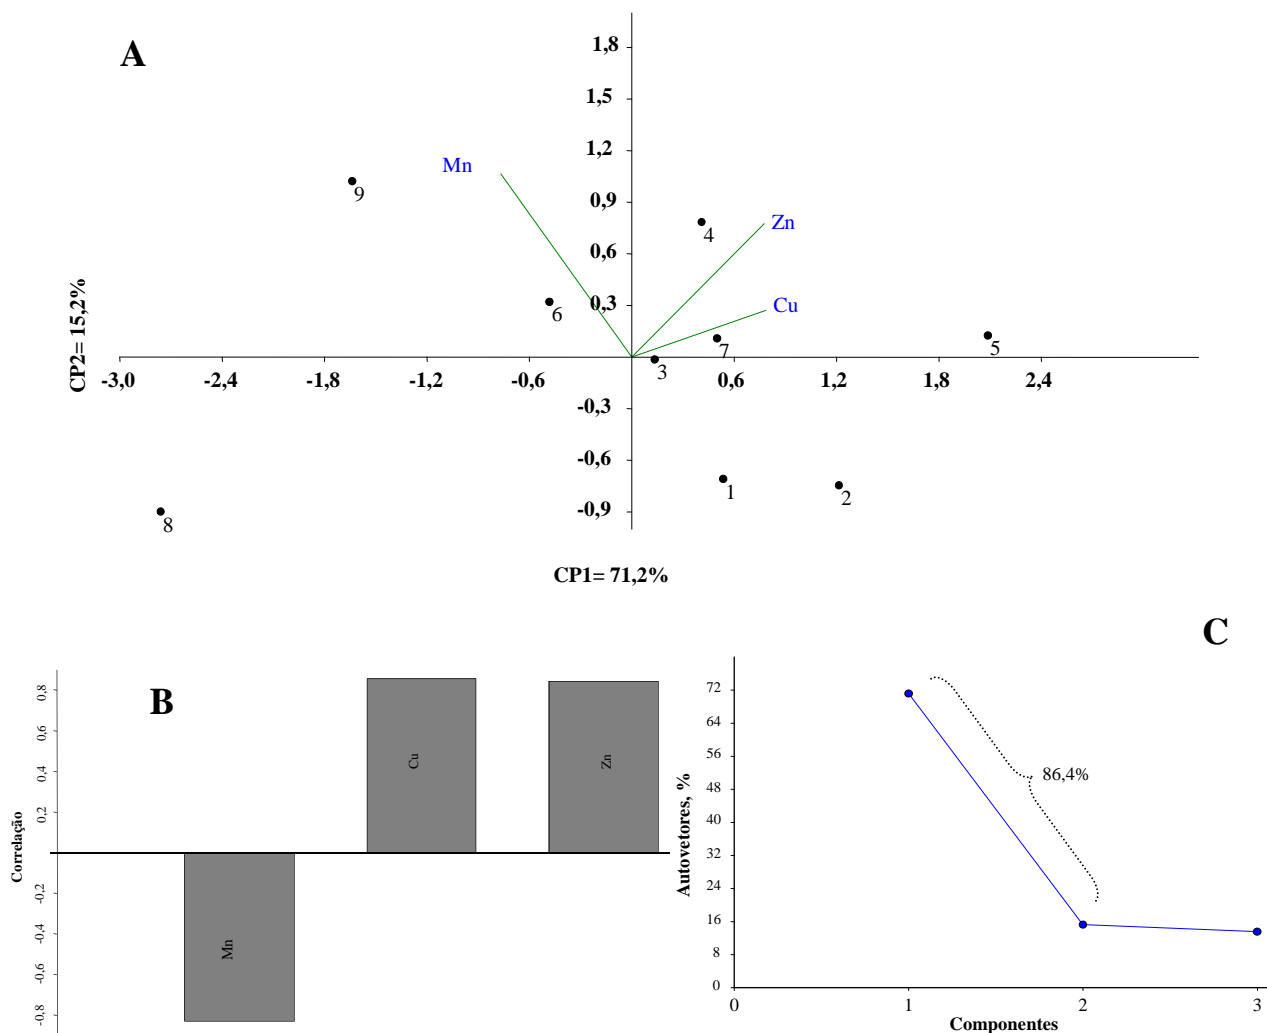 A
1,8
1,5
1,2
0,9
0,6
0,3
-0,3
-0,6
-0,9
-3,0 -2,4 -1,8 -1,2 -0,6 0,6 1,2 1,8 2,4
Mn
Zn
Cu
9
4
6
7
3
5
1
2
8
CP2= 15,2%
CP1= 71,2%
B
Correlação
0,8
0,6
0,4
0,2
-0,2
-0,4
-0,6
-0,8
Mn
Cu
Zn
C
Autovetores, %
72
64
56
48
40
32
24
16
8
0
86,4%
0 1 2 3
Componentes